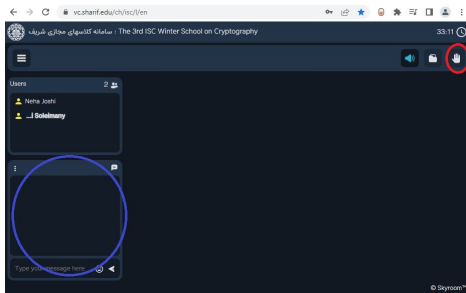 vc.sharif.edu/ch/isc/l/en
سامانه کلاسهای مجازی شریف : The 3rd ISC Winter School on Cryptography
33:11
Users
2
Neha Joshi
...i Soleimany
Type your message here
© Skyroom™